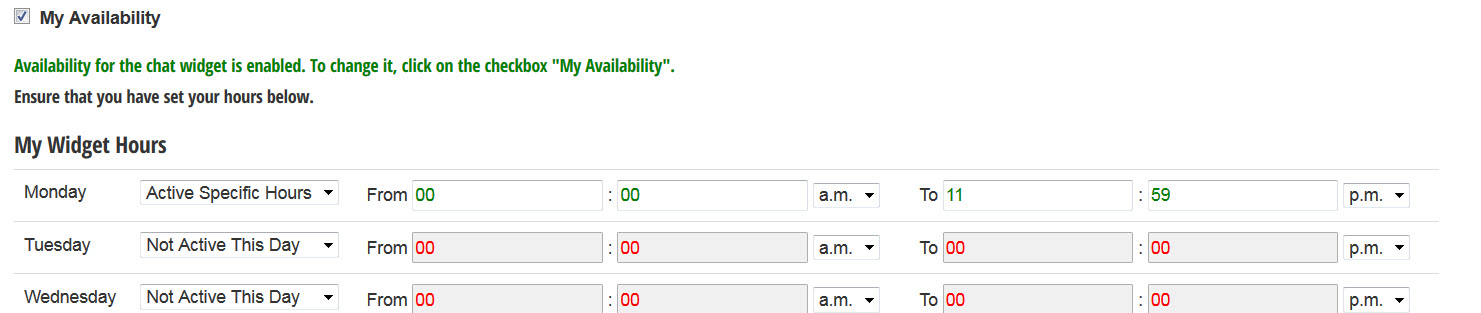 My Availability
Availability for the chat widget is enabled. To change it, click on the checkbox "My Availability".
Ensure that you have set your hours below.
My Widget Hours
Monday Active Specific Hours From 00 : 00 a.m. To 11 : 59 p.m.
Tuesday Not Active This Day From 00 : 00 a.m. To 00 : 00 p.m.
Wednesday Not Active This Day From 00 : 00 a.m. To 00 : 00 p.m.